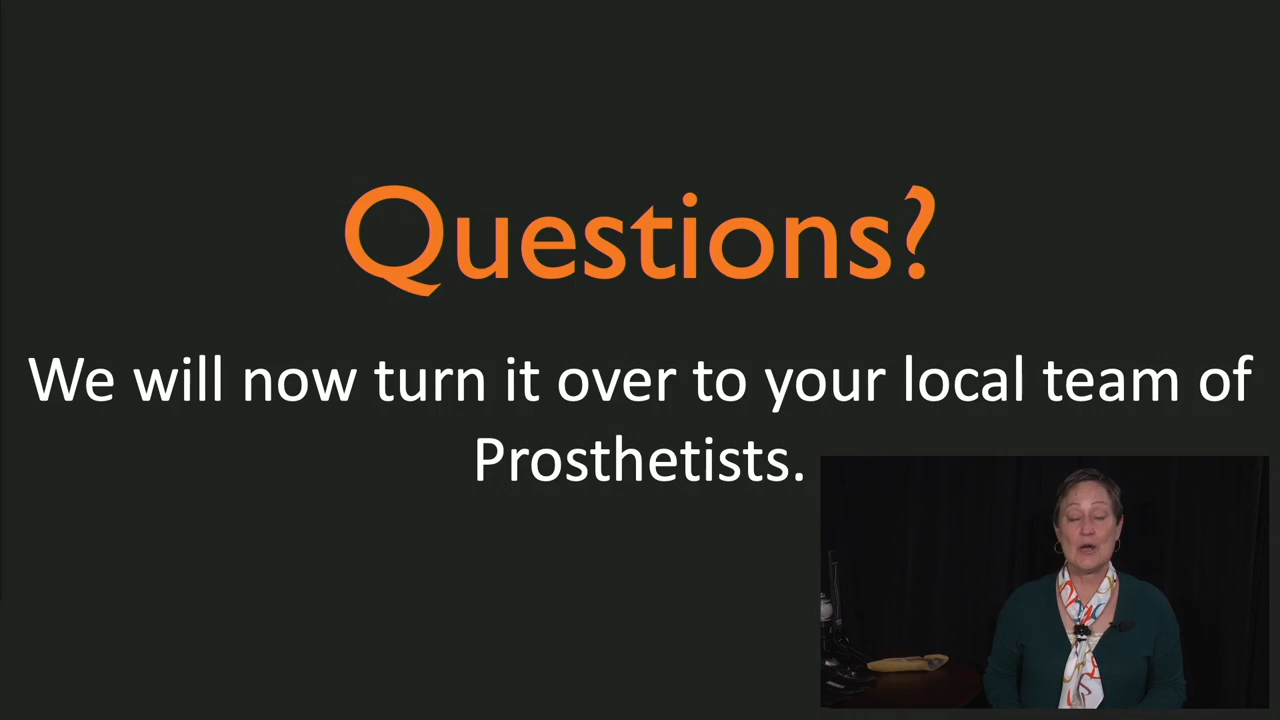 Questions?
We will now turn it over to your local team of
Prosthetists.